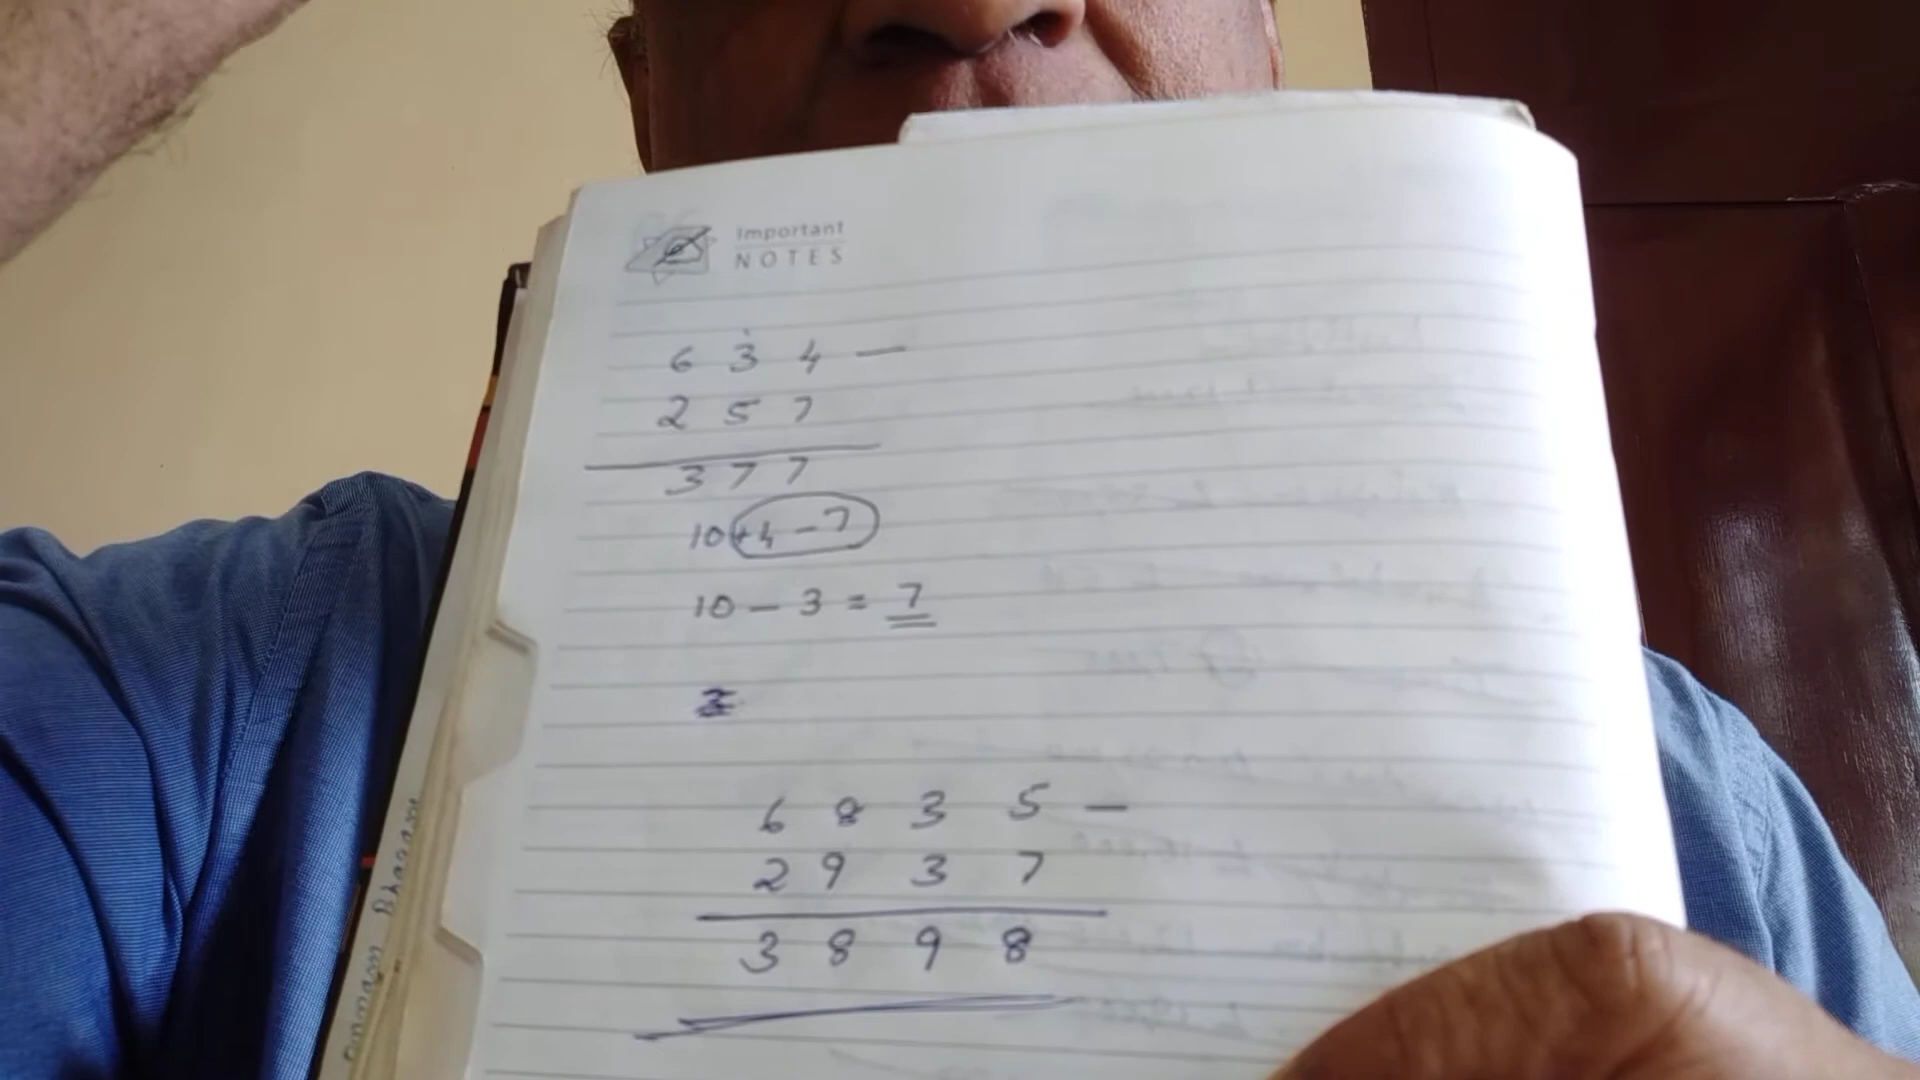 Important
NOTES
6 3 4 —
2 5 7
3 7 7
10+4-7
10 - 3 = 7
6 8 3 5 —
2 9 3 7
3 8 9 8